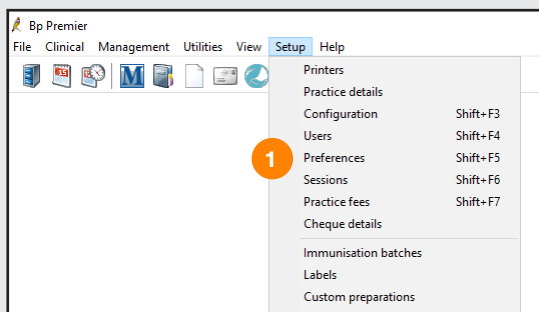 Bp Premier
File Clinical Management Utilities View Setup Help
15
M
Printers
Practice details
Configuration Shift+F3
Users Shift+F4
1
Preferences Shift+F5
Sessions Shift+F6
Practice fees Shift+F7
Cheque details
Immunisation batches
Labels
Custom preparations